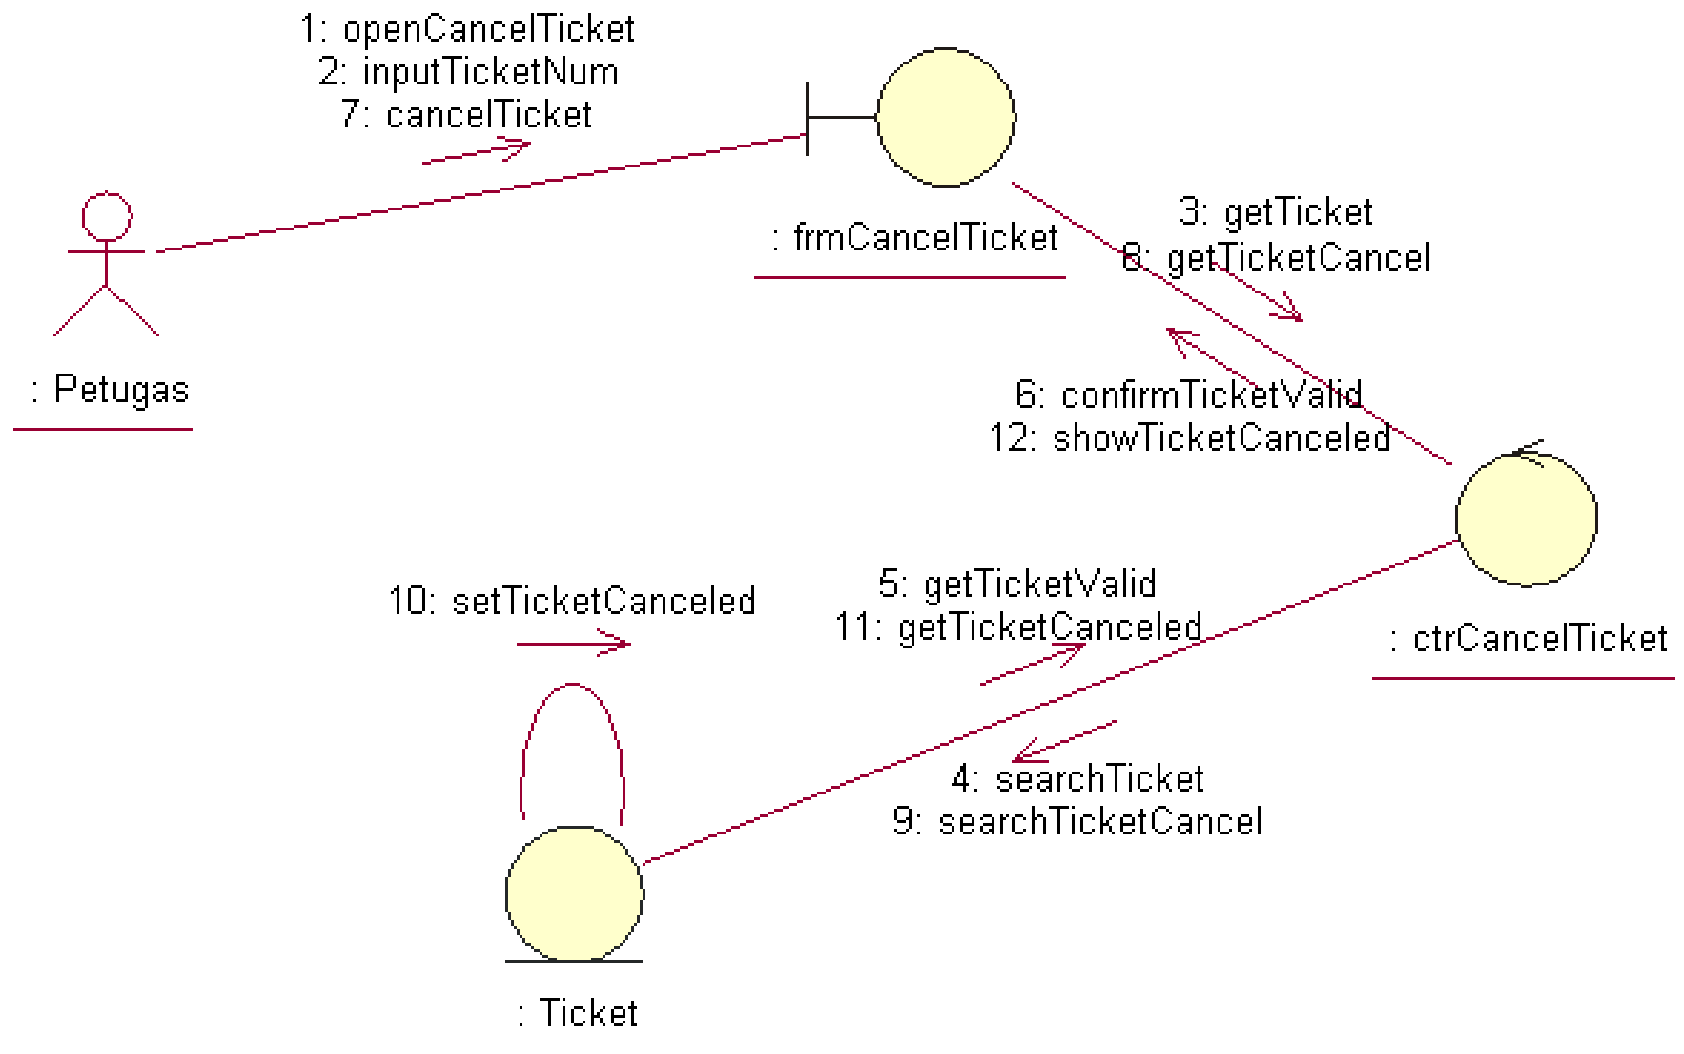 1: openCancelTicket
2: inputTicketNum
7: cancelTicket
: frmCancelTicket
3: getTicket
8: getTicketCancel
: Petugas
6: confirmTicketValid
12: showTicketCanceled
10: setTicketCanceled
5: getTicketValid
11: getTicketCanceled
: ctrCancelTicket
4: searchTicket
9: searchTicketCancel
: Ticket